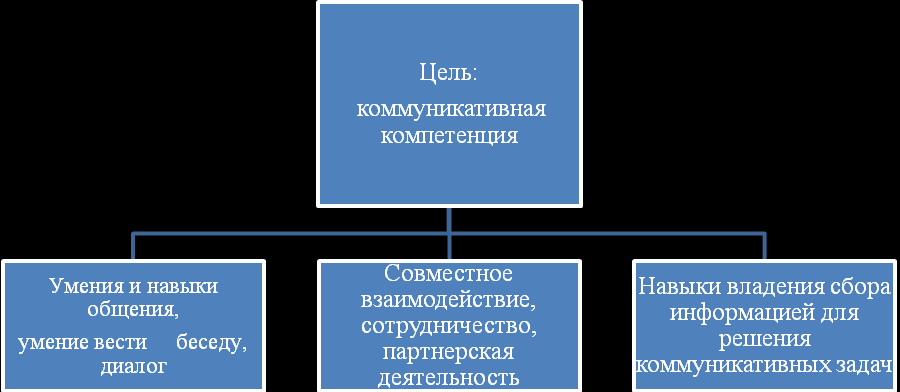 Цель:
коммуникативная
компетенция
Умения и навыки
общения,
умение вести беседу,
диалог
Совместное
взаимодействие,
сотрудничество,
партнерская
деятельность
Навыки владения сбора
информацией для
решения
коммуникативных задач